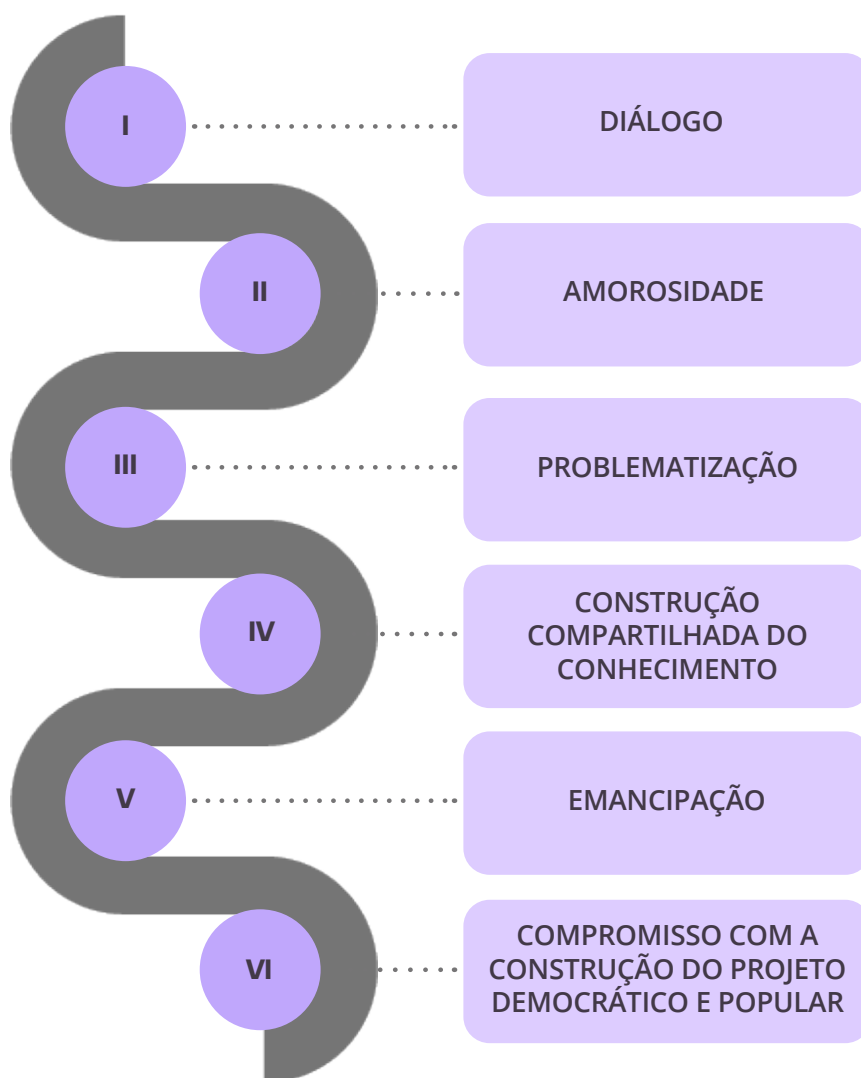 I
DIÁLOGO
II
AMOROSIDADE
III
PROBLEMATIZAÇÃO
IV
CONSTRUÇÃO
COMPARTILHADA DO
CONHECIMENTO
V
EMANCIPAÇÃO
VI
COMPROMISSO COM A
CONSTRUÇÃO DO PROJETO
DEMOCRÁTICO E POPULAR